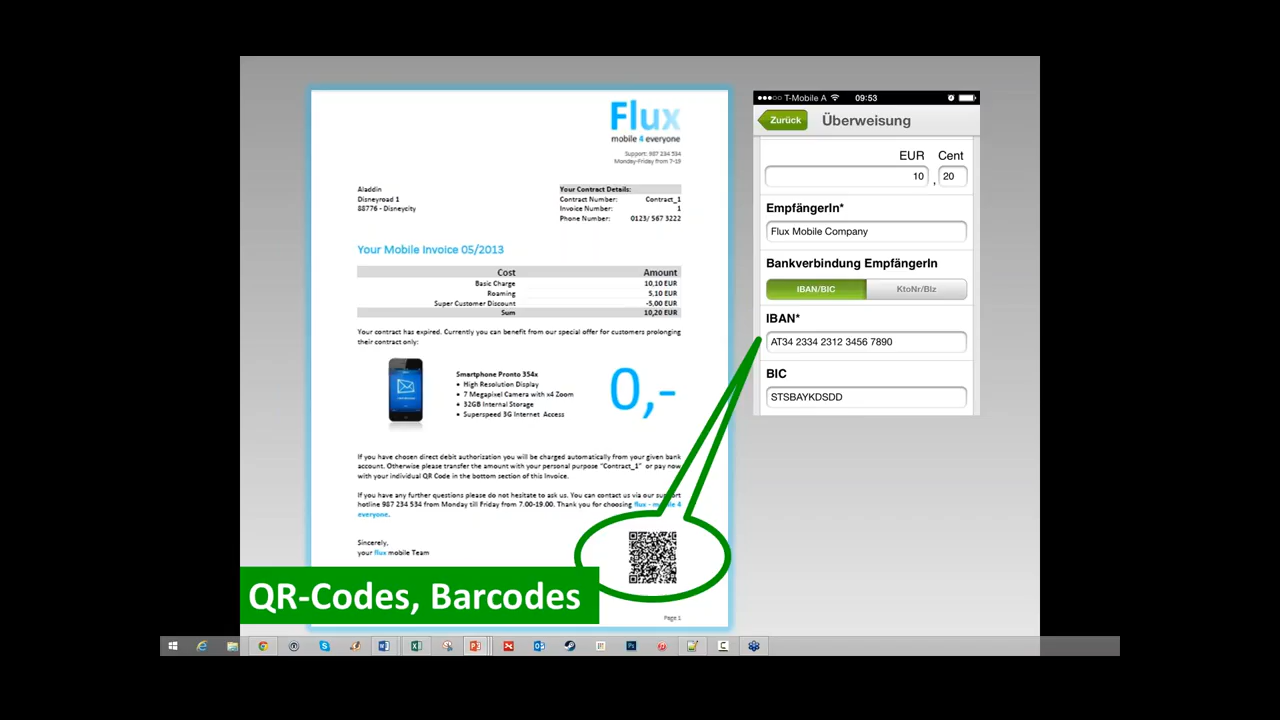 Flux
mobile 4 everyone
Support: 987 234 534
Monday-Friday from 7-19
Aladdin
Disneyroad 1
88776 - Disneycity
Your Contract Details:
Contract Number: Contract_1
Invoice Number: 1
Phone Number: 0123/ 567 3222
Your Mobile Invoice 05/2013
Cost Amount
Basic Charge 10,10 EUR
Roaming 5,10 EUR
Super Customer Discount -5,00 EUR
Sum 10,20 EUR
Your contract has expired. Currently you can benefit from our special offer for customers prolonging
their contract only:
Smartphone Pronto 354x
• High Resolution Display
• 7 Megapixel Camera with x4 Zoom
• 32GB Internal Storage
• Superspeed 3G Internet Access
0,-
If you have chosen direct debit authorization you will be charged automatically from your given bank
account. Otherwise please transfer the amount with your personal purpose "Contract_1" or pay now
with your individual QR Code in the bottom section of this Invoice.
If you have any further questions please do not hesitate to ask us. You can contact us via our support
hotline 987 234 534 from Monday till Friday from 7.00-19.00. Thank you for choosing flux - mobile 4
everyone.
Sincerely,
your flux mobile Team
Page 1
QR-Codes, Barcodes
T-Mobile A 09:53
Zurück Überweisung
EUR Cent
10 , 20
EmpfängerIn*
Flux Mobile Company
Bankverbindung EmpfängerIn
IBAN/BIC KtoNr/Blz
IBAN*
AT34 2334 2312 3456 7890
BIC
STSBAYKDSDD